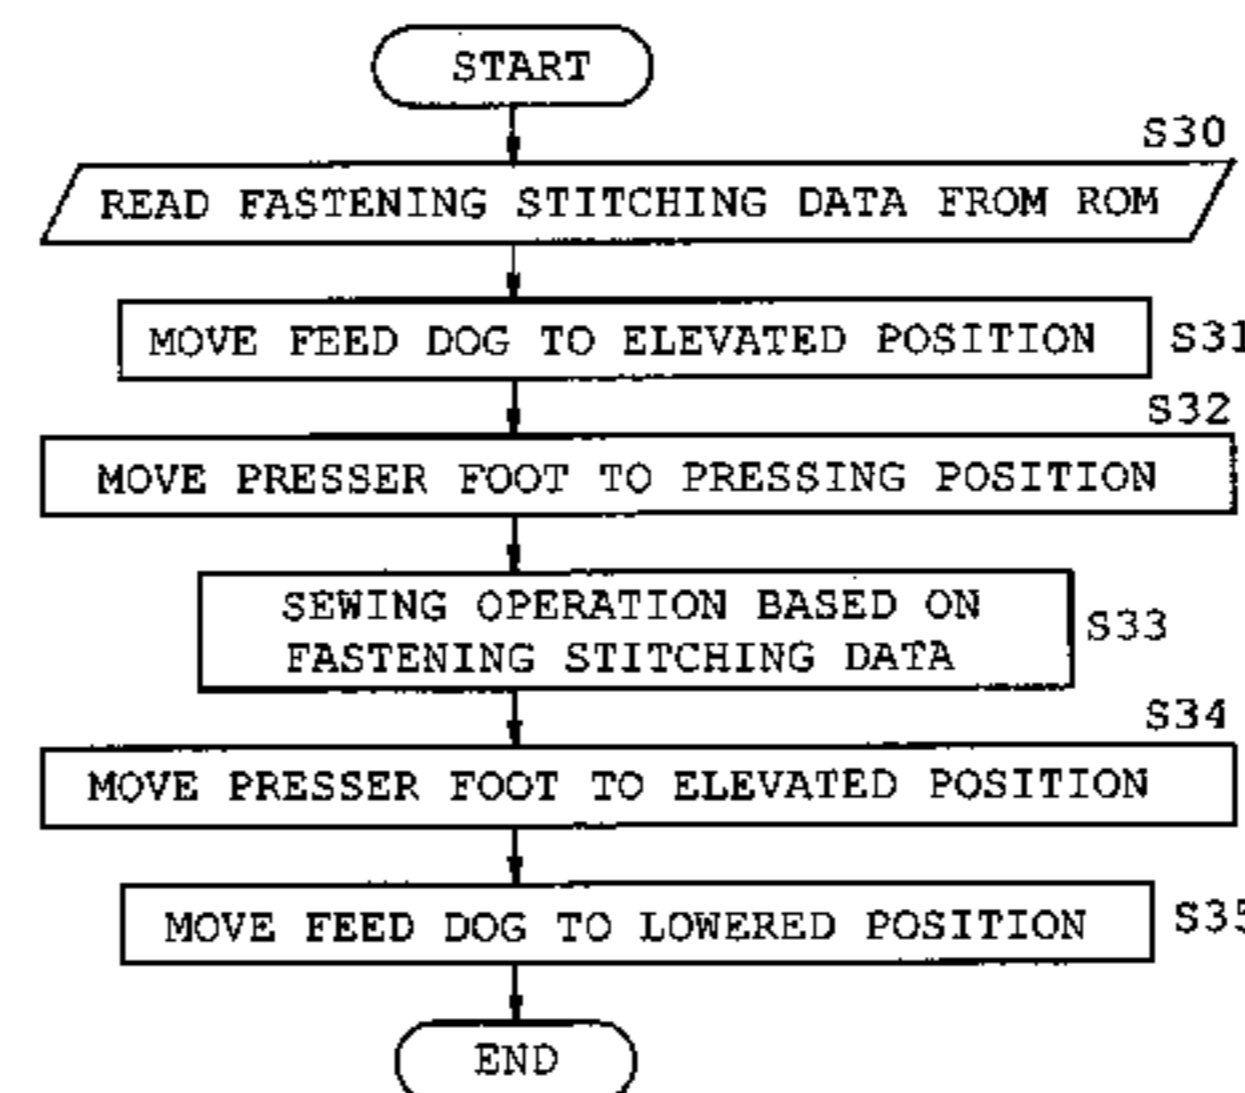 START
S30
READ FASTENING STITCHING DATA FROM ROM
MOVE FEED DOG TO ELEVATED POSITION S31
S32
MOVE PRESSER FOOT TO PRESSING POSITION
SEWING OPERATION BASED ON
FASTENING STITCHING DATA
S33
S34
MOVE PRESSER FOOT TO ELEVATED POSITION
MOVE FEED DOG TO LOWERED POSITION S35
END